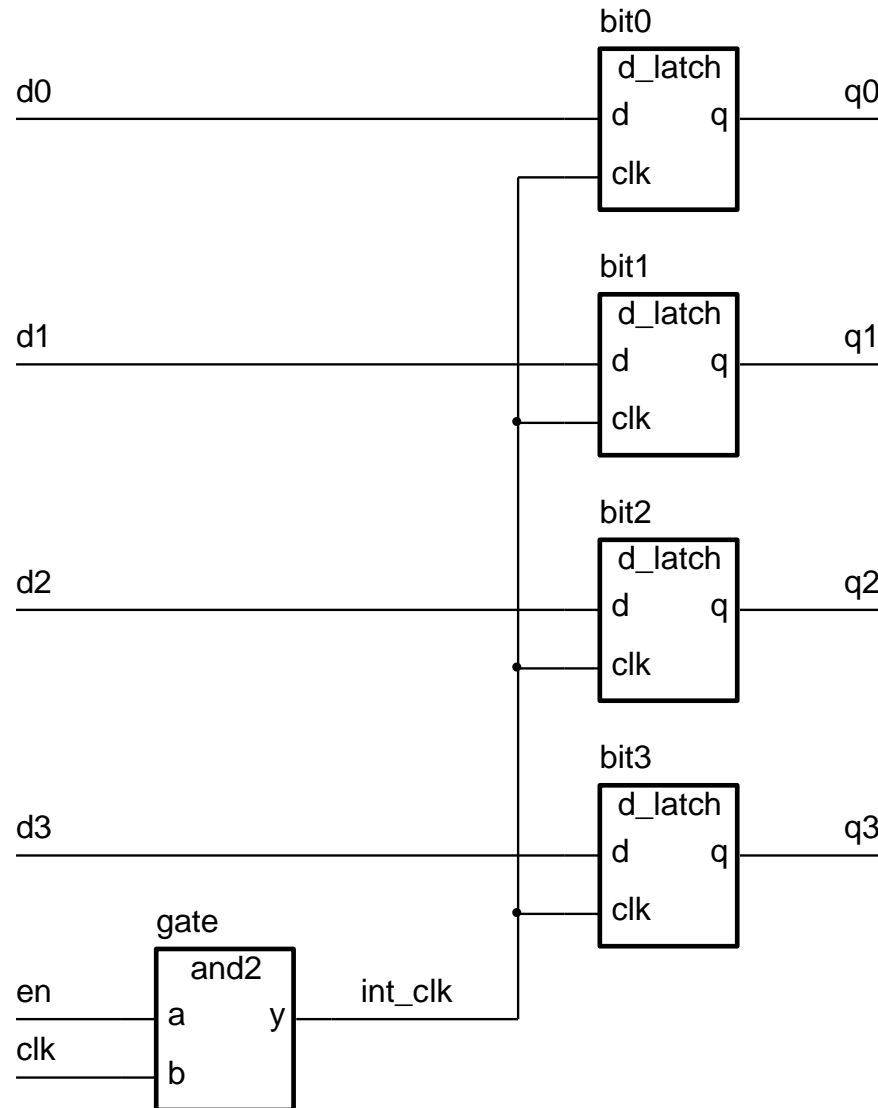 bit0
d_latch
d0
d q
q0
clk
bit1
d_latch
d1
d q
q1
clk
bit2
d_latch
d2
d q
q2
clk
bit3
d_latch
d3
d q
q3
clk
gate
and2
en
a y
int_clk
clk
b